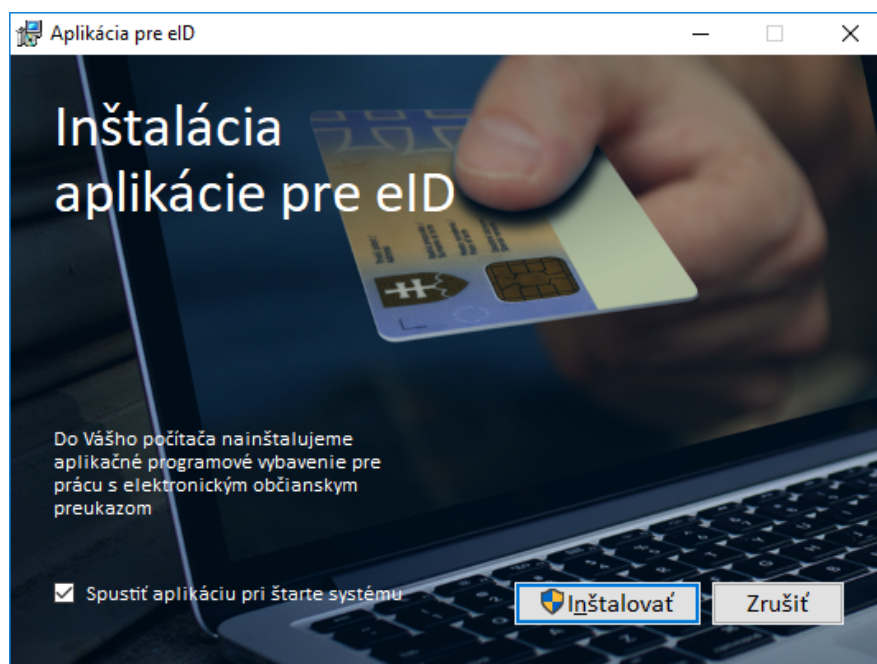 Aplikácia pre eID
Inštalácia
aplikácie pre eID
Do Vášho počítača nainštalujeme
aplikačné programové vybavenie pre
prácu s elektronickým občianskym
preukazom
Spustiť aplikáciu pri štarte systému
Inštalovať
Zrušiť